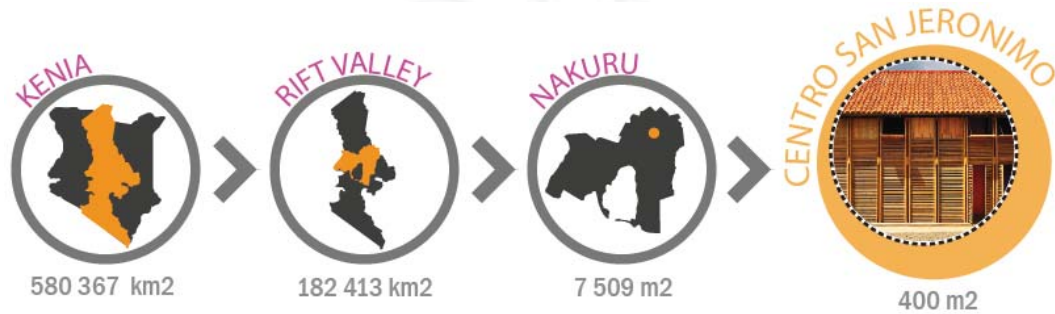 KENIA
RIFT VALLEY
NAKURU
CENTRO SAN JERONIMO
580 367 km2
182 413 km2
7 509 m2
400 m2